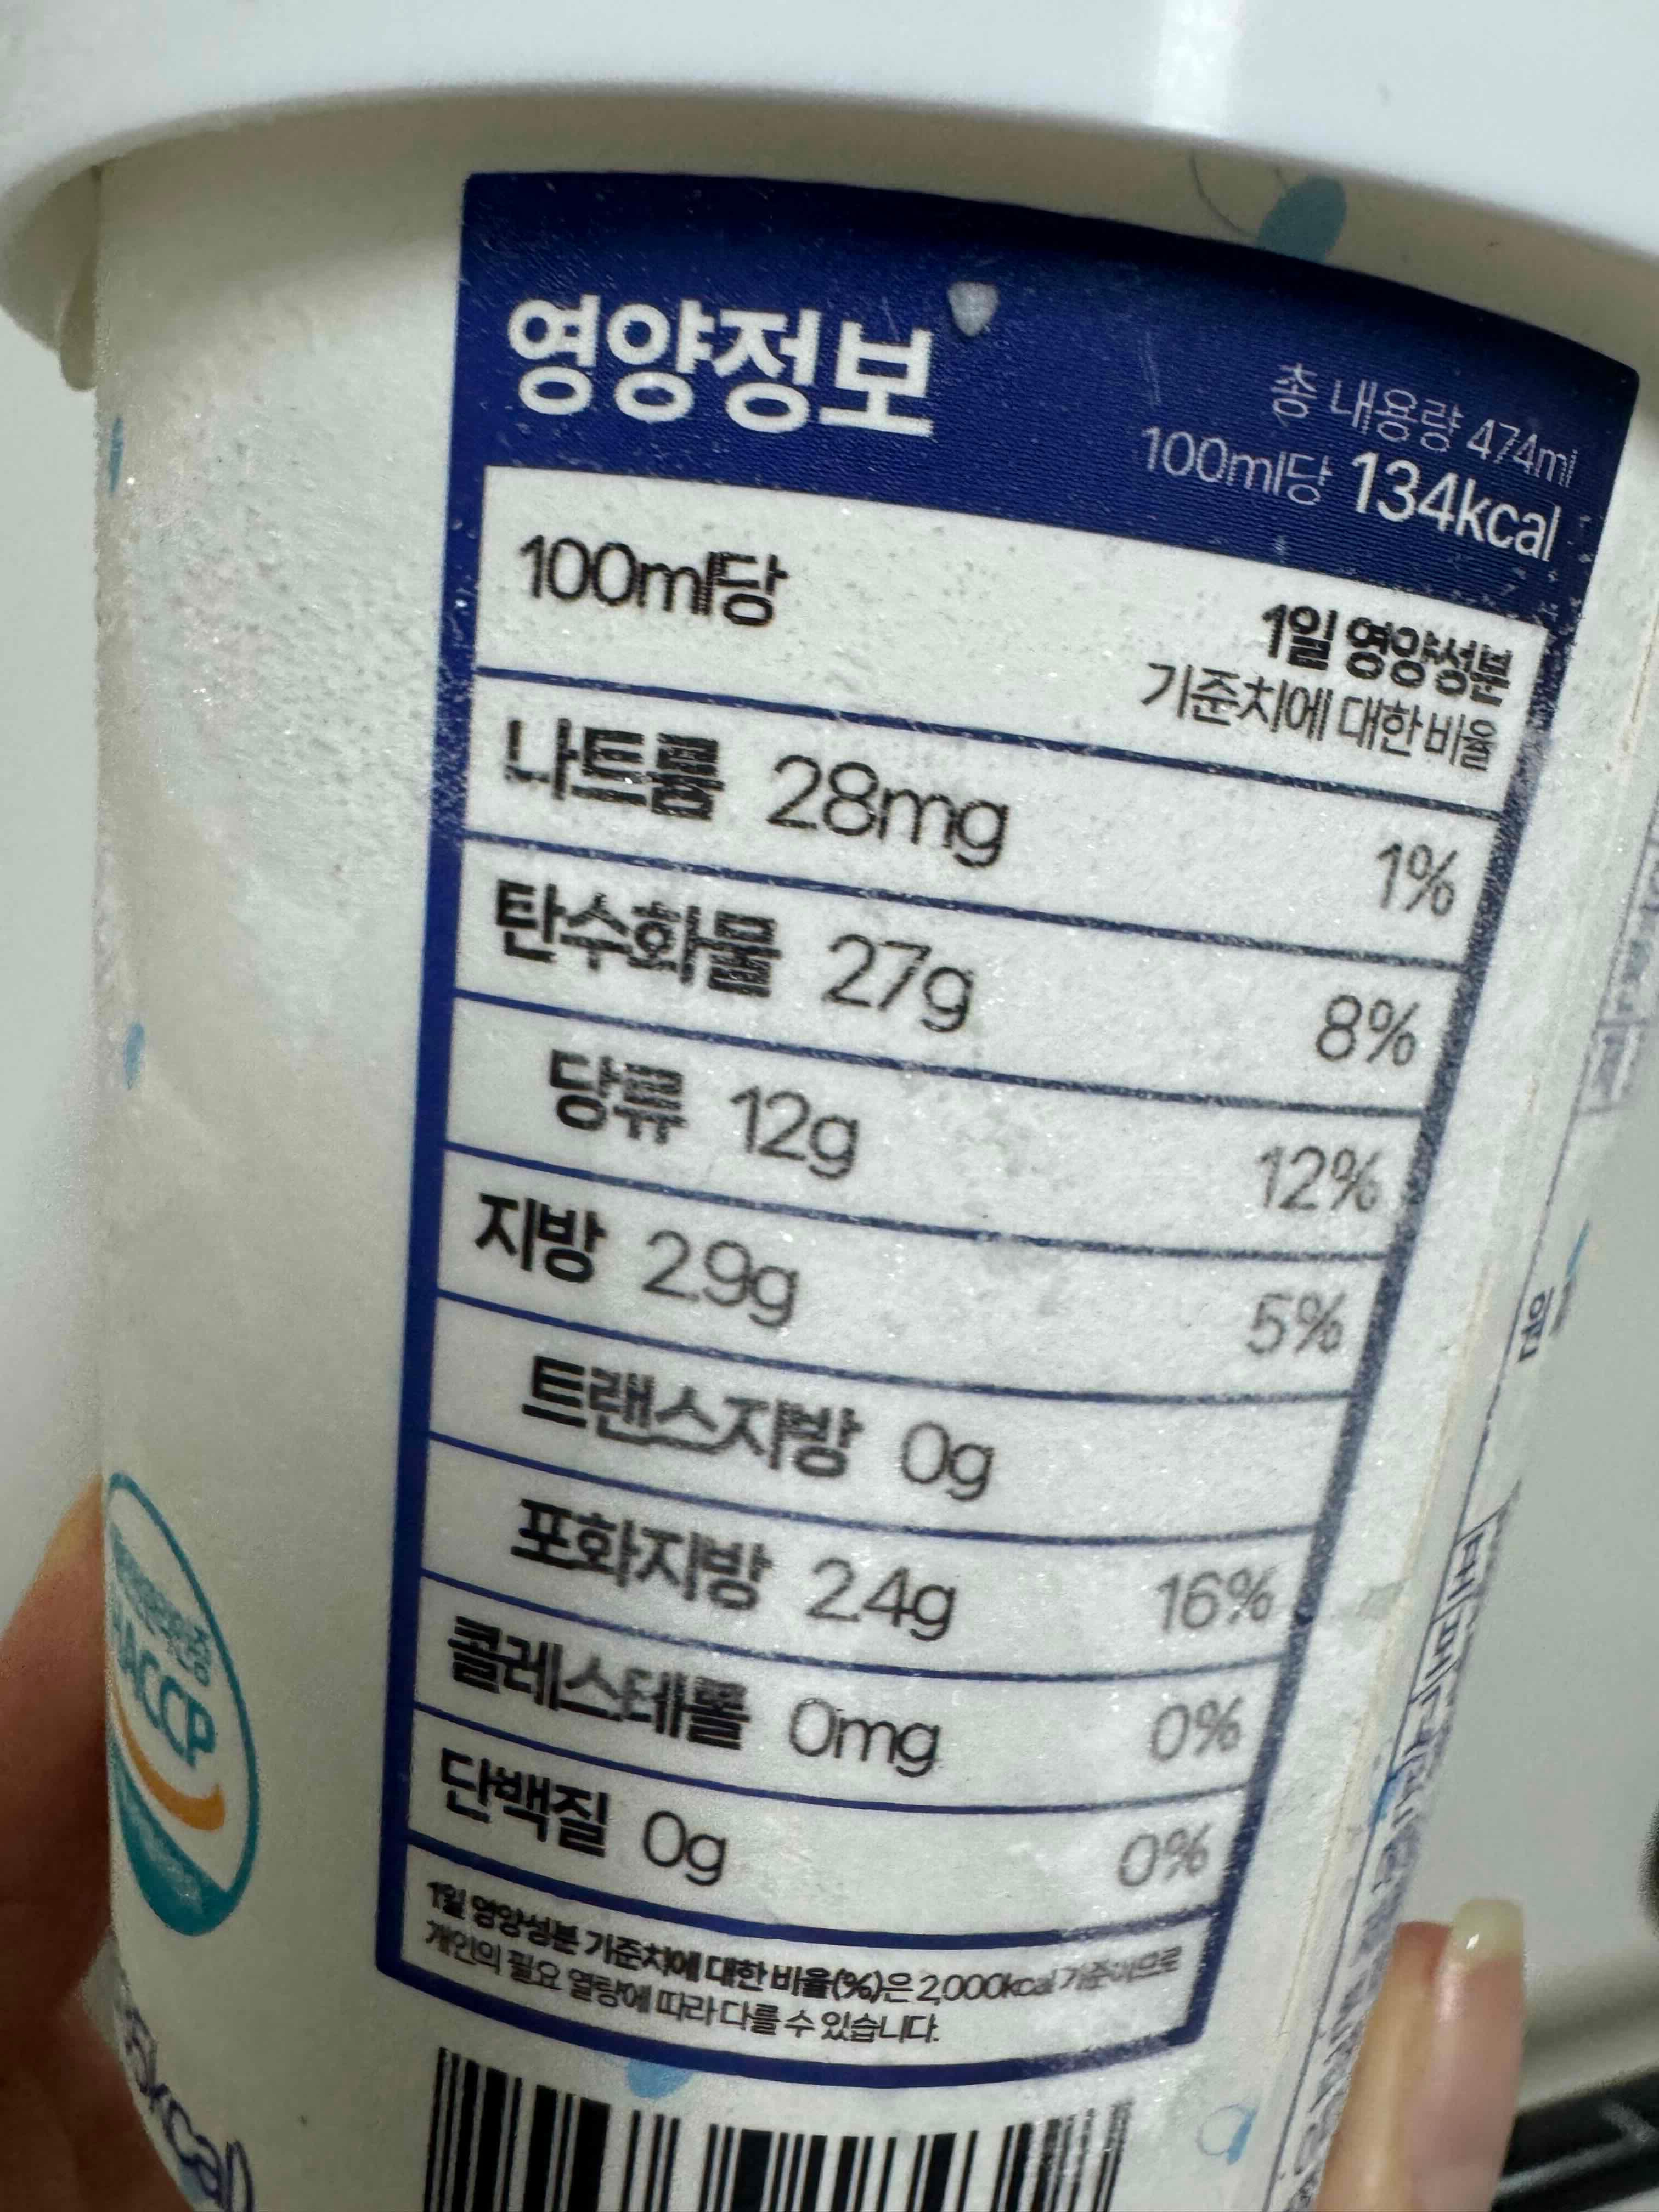 영양정보
총 내용량 474ml
100ml당 134kcal
100ml당
1일 영양성분
기준치에 대한 비율
나트륨 28mg 1%
탄수화물 27g 8%
당류 12g 12%
지방 2.9g 5%
트랜스지방 0g
포화지방 2.4g 16%
콜레스테롤 0mg 0%
단백질 0g 0%
1일 영양성분 기준치에 대한 비율(%)은 2,000kcal 기준이므로
개인의 필요 열량에 따라 다를 수 있습니다.
HACCP
5kcal)